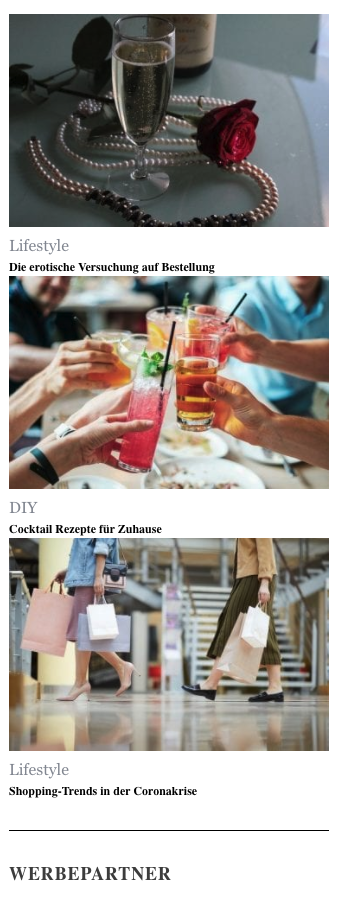 Lifestyle
Die erotische Versuchung auf Bestellung
DIY
Cocktail Rezepte für Zuhause
Lifestyle
Shopping-Trends in der Coronakrise
WERBEPARTNER